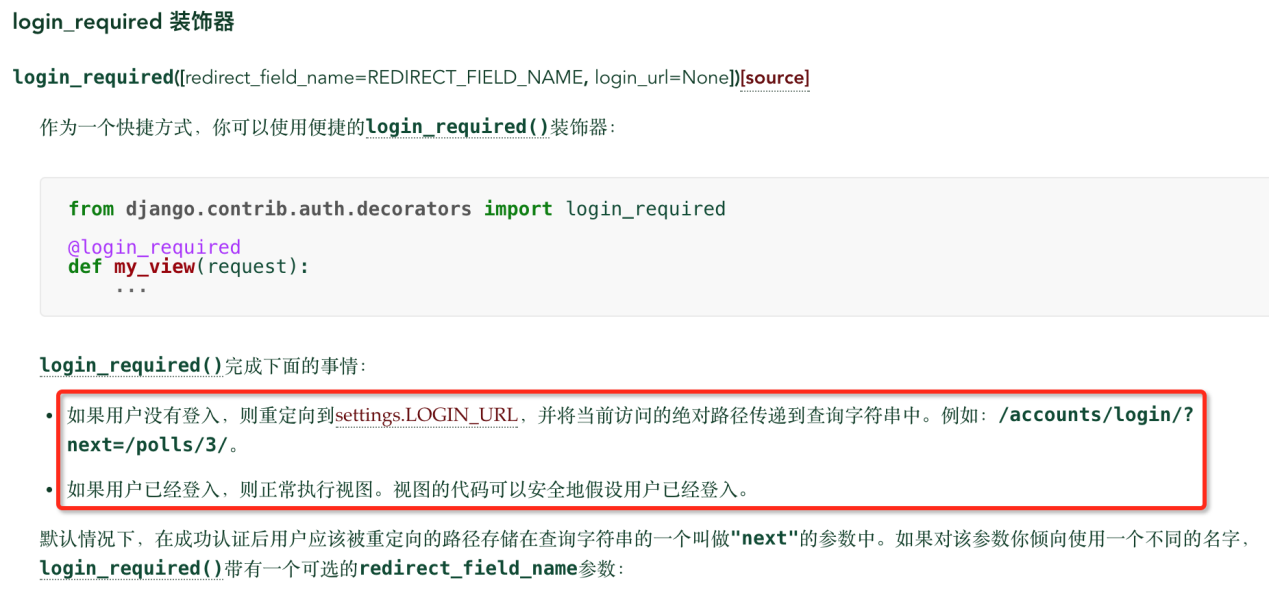 login_required 装饰器
login_required([redirect_field_name=REDIRECT_FIELD_NAME, login_url=None])[source]
作为一个快捷方式，你可以使用便捷的login_required()装饰器：
from django.contrib.auth.decorators import login_required
@login_required
def my_view(request):
...
login_required()完成下面的事情：
• 如果用户没有登入，则重定向到settings.LOGIN_URL，并将当前访问的绝对路径传递到查询字符串中。例如：/accounts/login/?
next=/polls/3/。
• 如果用户已经登入，则正常执行视图。视图的代码可以安全地假设用户已经登入。
默认情况下，在成功认证后用户应该被重定向的路径存储在查询字符串的一个叫做"next"的参数中。如果对该参数你倾向使用一个不同的名字，
login_required()带有一个可选的redirect_field_name参数：